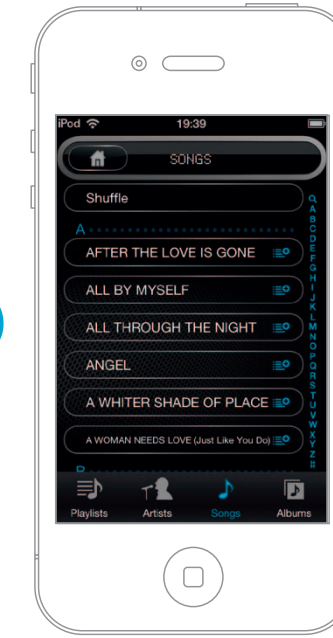 iPod 19:39
SONGS
Shuffle
A
AFTER THE LOVE IS GONE
ALL BY MYSELF
ALL THROUGH THE NIGHT
ANGEL
A WHITER SHADE OF PLACE
A WOMAN NEEDS LOVE (Just Like You Do)
B
A
B
C
D
E
F
G
H
I
J
K
L
M
N
O
P
Q
R
S
T
U
V
W
X
Y
Z
#
Playlists Artists Songs Albums